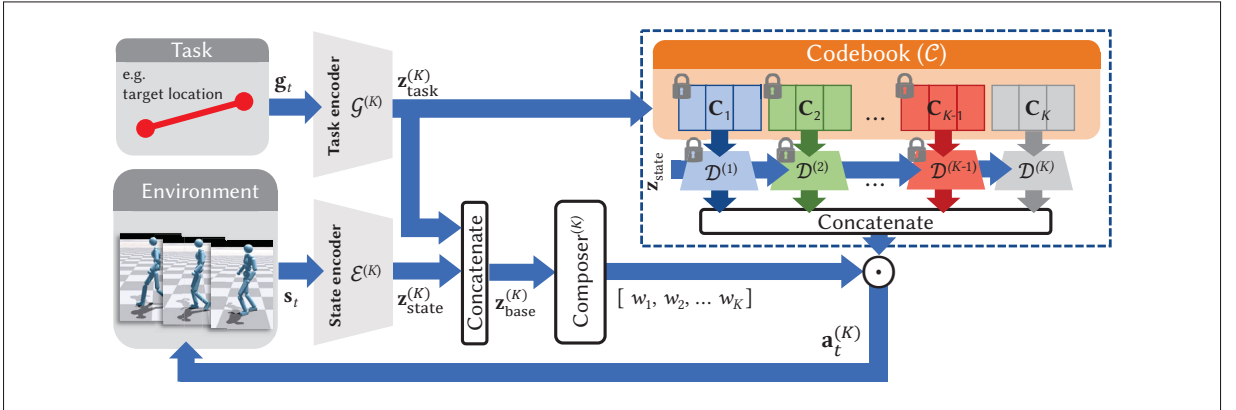 Task
e.g.
target location
g_t
Task encoder
𝒢^(K)
z_task^(K)
Codebook (𝒞)
C_1
C_2
...
C_K-1
C_K
z_state
𝒟^(1)
𝒟^(2)
...
𝒟^(K-1)
𝒟^(K)
Concatenate
Environment
s_t
State encoder
ℰ^(K)
z_state^(K)
Concatenate
z_base^(K)
Composer^(K)
[ w_1, w_2, ... w_K]
a_t^(K)